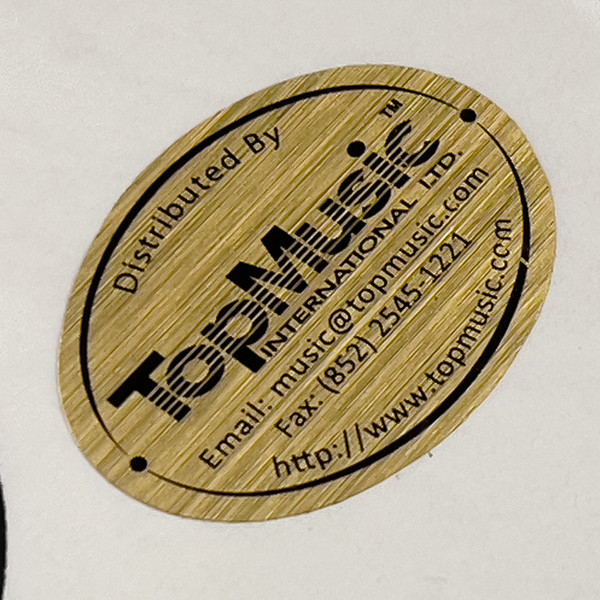 Distributed By
TopMusic™
INTERNATIONAL LTD.
Email: music@topmusic.com
Fax: (852) 2545-1221
http://www.topmusic.com